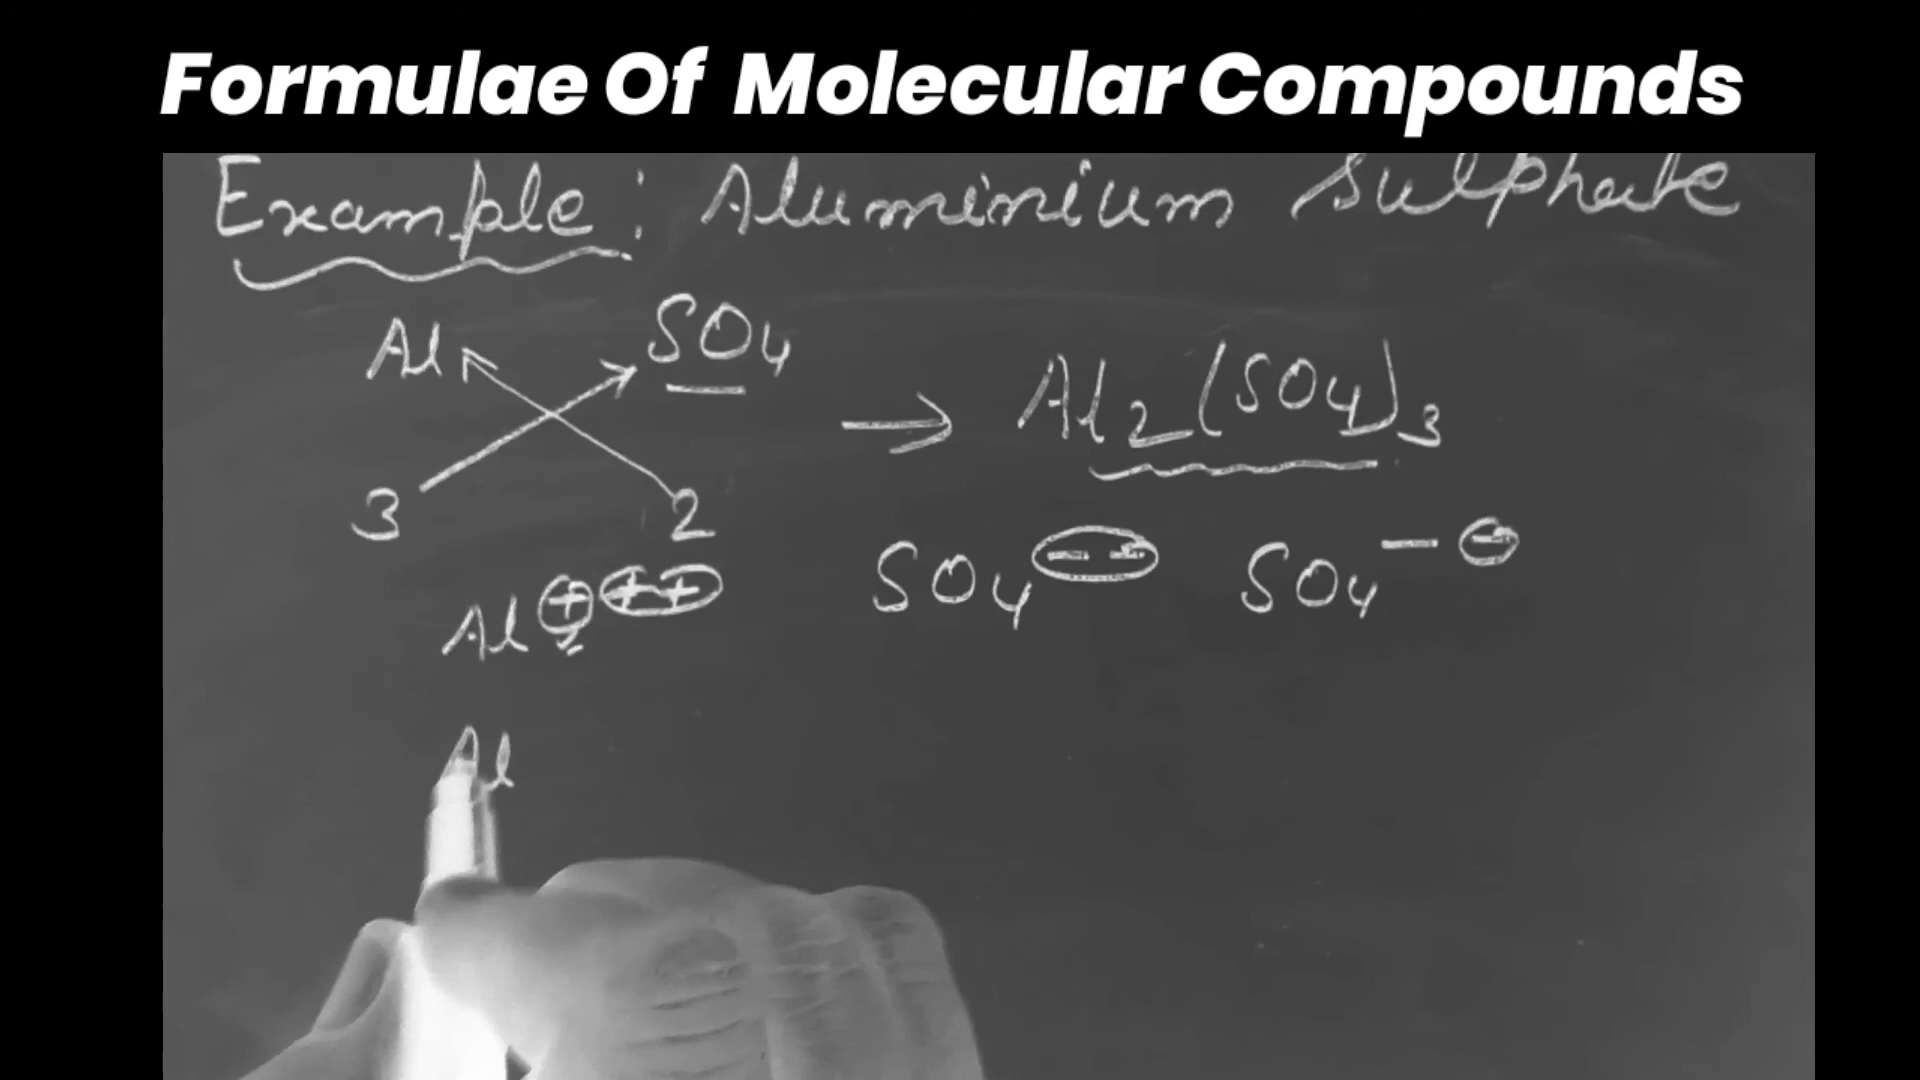 Formulae Of Molecular Compounds
Example: Aluminium Sulphate
Al SO4
→ Al2(SO4)3
3 2
Al + ++ SO4 -- SO4 - -
Al